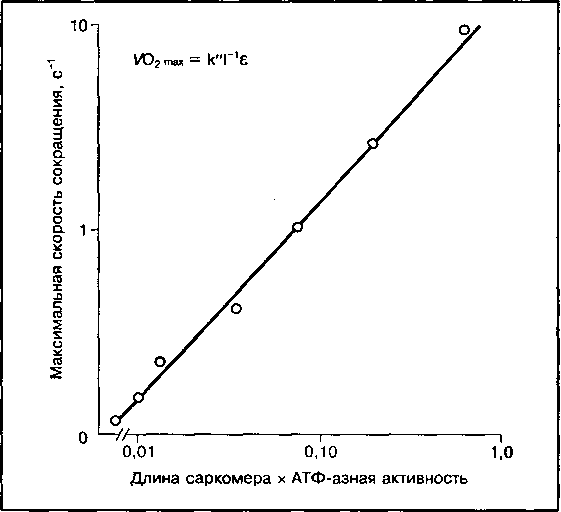 10
V̇O₂ max = k"l⁻¹ε
Максимальная скорость сокращения, с⁻¹
1
0
0,01
0,10
1,0
Длина саркомера × АТФ-азная активность